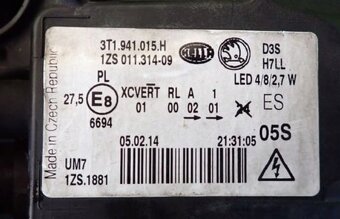 3T1.941.015.H
1ZS 011.314-09
HELLA
D3S
H7LL
LED 4/8/2,7 W
PL
27,5
E8
6694
XCVERT RL A 1
01 00 02 01
ES
05S
05.02.14
21:31:05
UM7
1ZS.1881
Made in Czech Republic